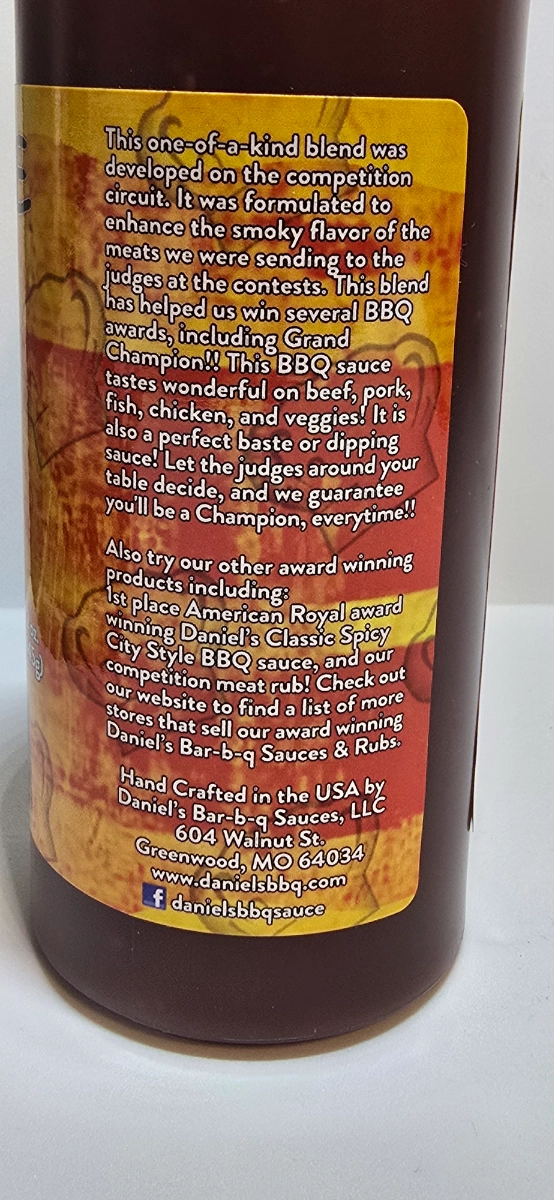 This one-of-a-kind blend was
developed on the competition
circuit. It was formulated to
enhance the smoky flavor of the
meats we were sending to the
judges at the contests. This blend
has helped us win several BBQ
awards, including Grand
Champion!! This BBQ sauce
tastes wonderful on beef, pork,
fish, chicken, and veggies! It is
also a perfect baste or dipping
sauce! Let the judges around your
table decide, and we guarantee
you'll be a Champion, everytime!!
Also try our other award winning
products including:
1st place American Royal award
winning Daniel's Classic Spicy
City Style BBQ sauce, and our
competition meat rub! Check out
our website to find a list of more
stores that sell our award winning
Daniel's Bar-b-q Sauces & Rubs.
Hand Crafted in the USA by
Daniel's Bar-b-q Sauces, LLC
604 Walnut St.
Greenwood, MO 64034
www.danielsbbq.com
f danielsbbqsauce